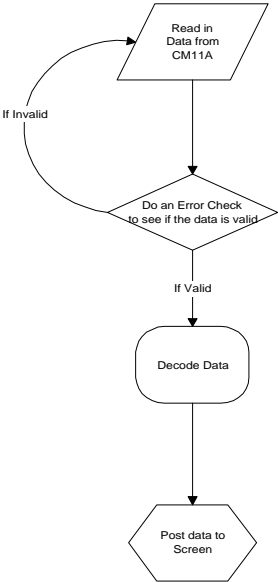 Read in
Data from
CM11A
If Invalid
Do an Error Check
to see if the data is valid
If Valid
Decode Data
Post data to
Screen